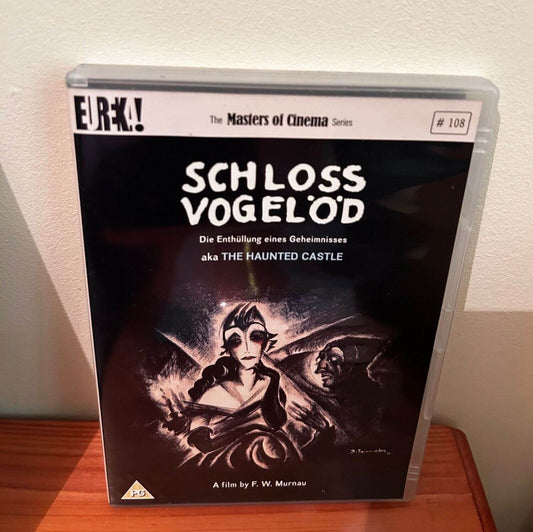 EUREKA!
The Masters of Cinema Series
# 108
SCHLOSS
VOGELÖD
Die Enthüllung eines Geheimnisses
aka THE HAUNTED CASTLE
A film by F. W. Murnau
PG